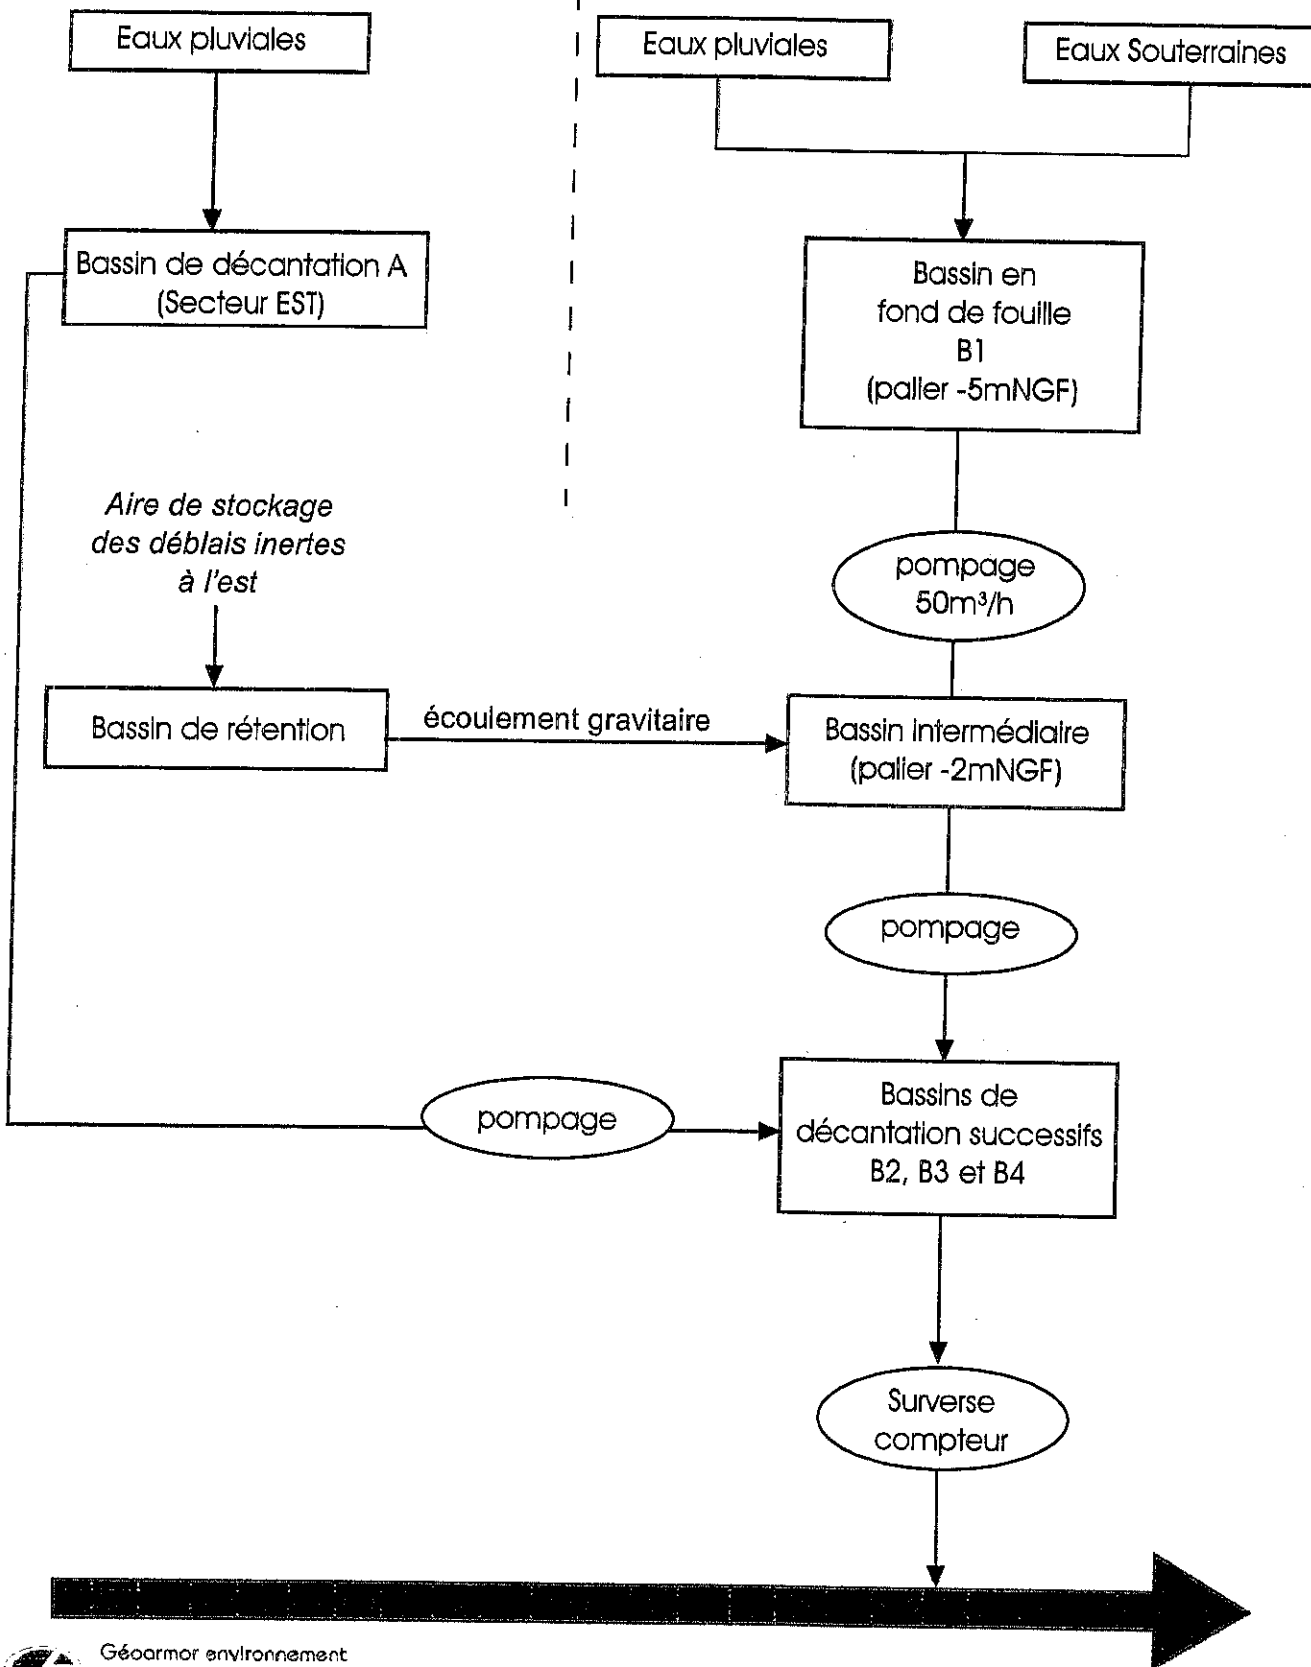 Eaux pluviales
Eaux pluviales
Eaux Souterraines
Bassin de décantation A
(Secteur EST)
Bassin en
fond de fouille
B1
(palier -5mNGF)
Aire de stockage
des déblais inertes
à l'est
pompage
50m³/h
Bassin de rétention
écoulement gravitaire
Bassin intermédiaire
(palier -2mNGF)
pompage
pompage
Bassins de
décantation successifs
B2, B3 et B4
Surverse
compteur
Géoarmor environnement